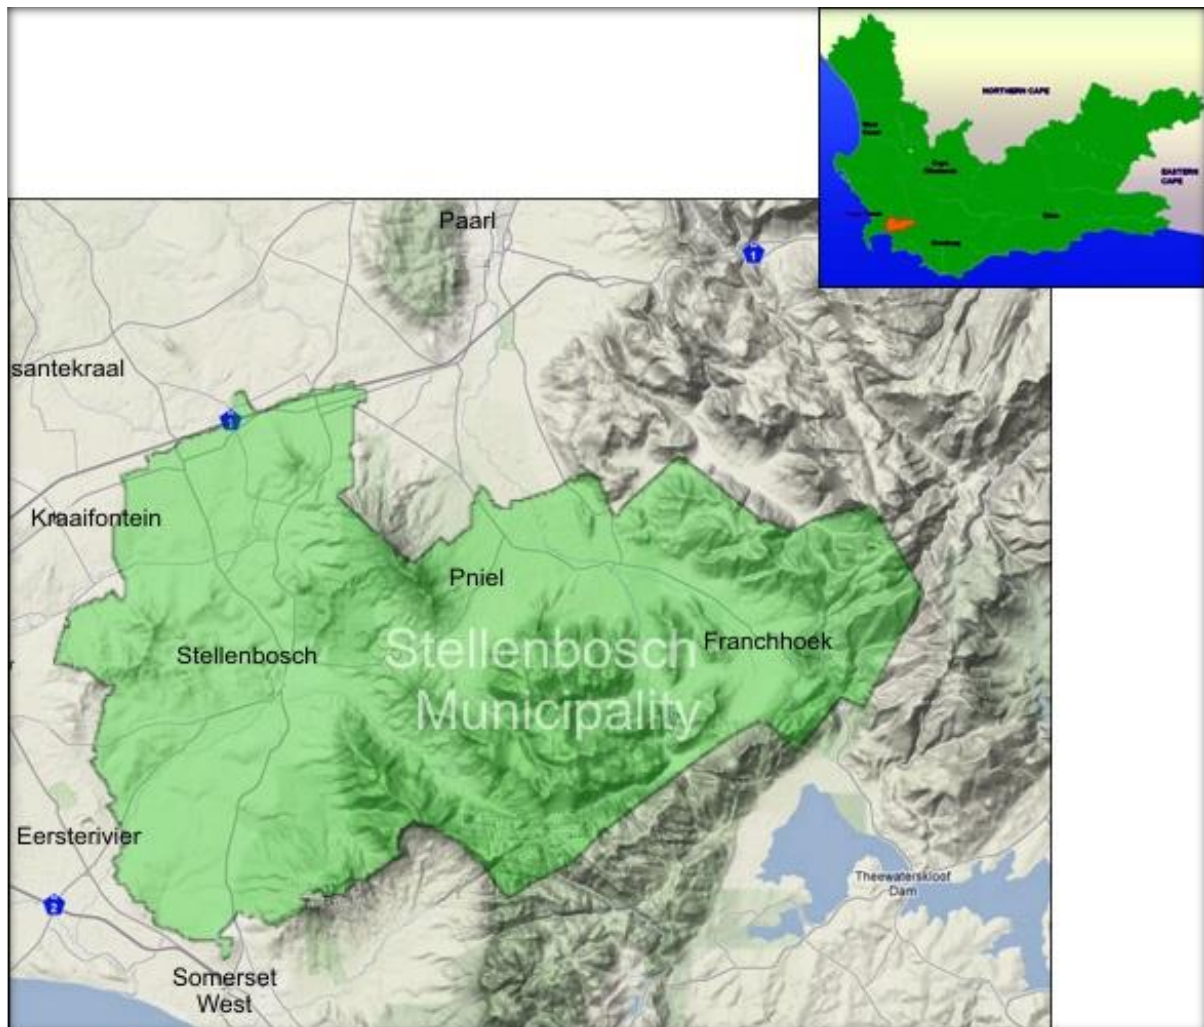 NORTHERN CAPE
EASTERN
CAPE
Paarl
1
santekraal
1
Kraaifontein
Pniel
Stellenbosch
Franchhoek
Stellenbosch
Municipality
Eersterivier
Theewaterskloof
Dam
2
Somerset
West